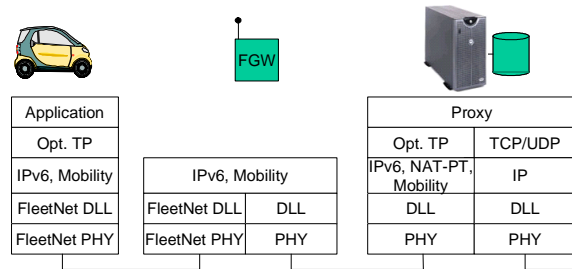 FGW
Application
Opt. TP
IPv6, Mobility
FleetNet DLL
FleetNet PHY
IPv6, Mobility
FleetNet DLL
DLL
FleetNet PHY
PHY
Proxy
Opt. TP
TCP/UDP
IPv6, NAT-PT,
Mobility
IP
DLL
DLL
PHY
PHY